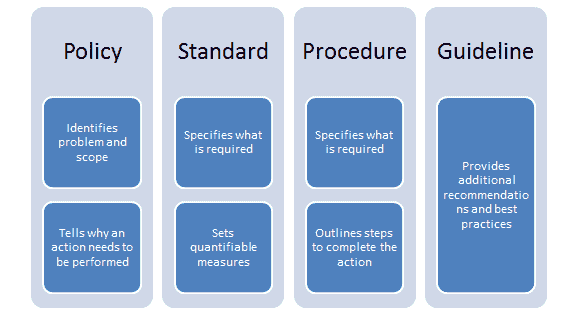 Policy
Identifies
problem and
scope
Tells why an
action needs to
be performed
Standard
Specifies what
is required
Sets
quantifiable
measures
Procedure
Specifies what
is required
Outlines steps
to complete the
action
Guideline
Provides
additional
recommendatio
ns and best
practices